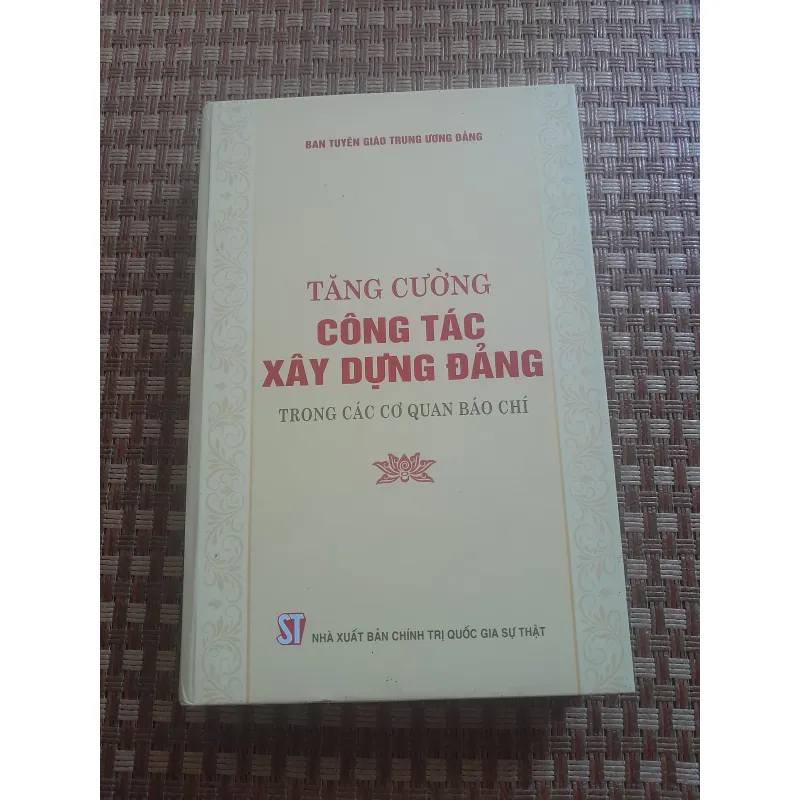 BAN TUYÊN GIÁO TRUNG ƯƠNG ĐẢNG
TĂNG CƯỜNG
CÔNG TÁC
XÂY DỰNG ĐẢNG
TRONG CÁC CƠ QUAN BÁO CHÍ
ST NHÀ XUẤT BẢN CHÍNH TRỊ QUỐC GIA SỰ THẬT